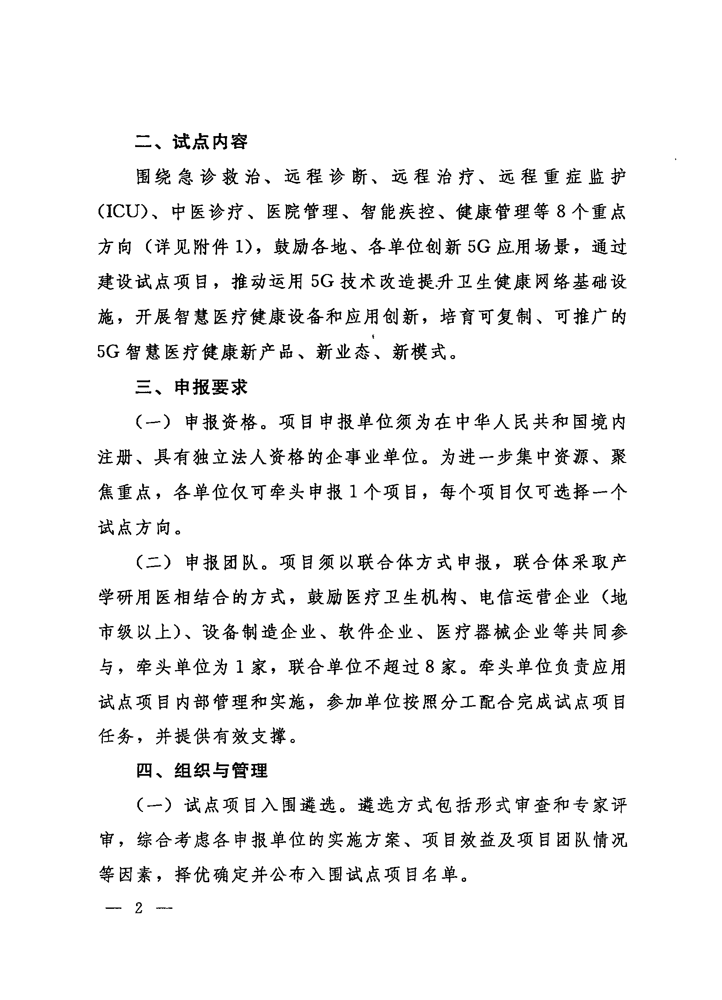 二、试点内容
围绕急诊救治、远程诊断、远程治疗、远程重症监护
(ICU)、中医诊疗、医院管理、智能疾控、健康管理等 8 个重点
方向（详见附件 1），鼓励各地、各单位创新 5G 应用场景，通过
建设试点项目，推动运用 5G 技术改造提升卫生健康网络基础设
施，开展智慧医疗健康设备和应用创新，培育可复制、可推广的
5G 智慧医疗健康新产品、新业态、新模式。
三、申报要求
（一）申报资格。项目申报单位须为在中华人民共和国境内
注册、具有独立法人资格的企事业单位。为进一步集中资源、聚
焦重点，各单位仅可牵头申报 1 个项目，每个项目仅可选择一个
试点方向。
（二）申报团队。项目须以联合体方式申报，联合体采取产
学研用医相结合的方式，鼓励医疗卫生机构、电信运营企业（地
市级以上）、设备制造企业、软件企业、医疗器械企业等共同参
与，牵头单位为 1 家，联合单位不超过 8 家。牵头单位负责应用
试点项目内部管理和实施，参加单位按照分工配合完成试点项目
任务，并提供有效支撑。
四、组织与管理
（一）试点项目入围遴选。遴选方式包括形式审查和专家评
审，综合考虑各申报单位的实施方案、项目效益及项目团队情况
等因素，择优确定并公布入围试点项目名单。
— 2 —